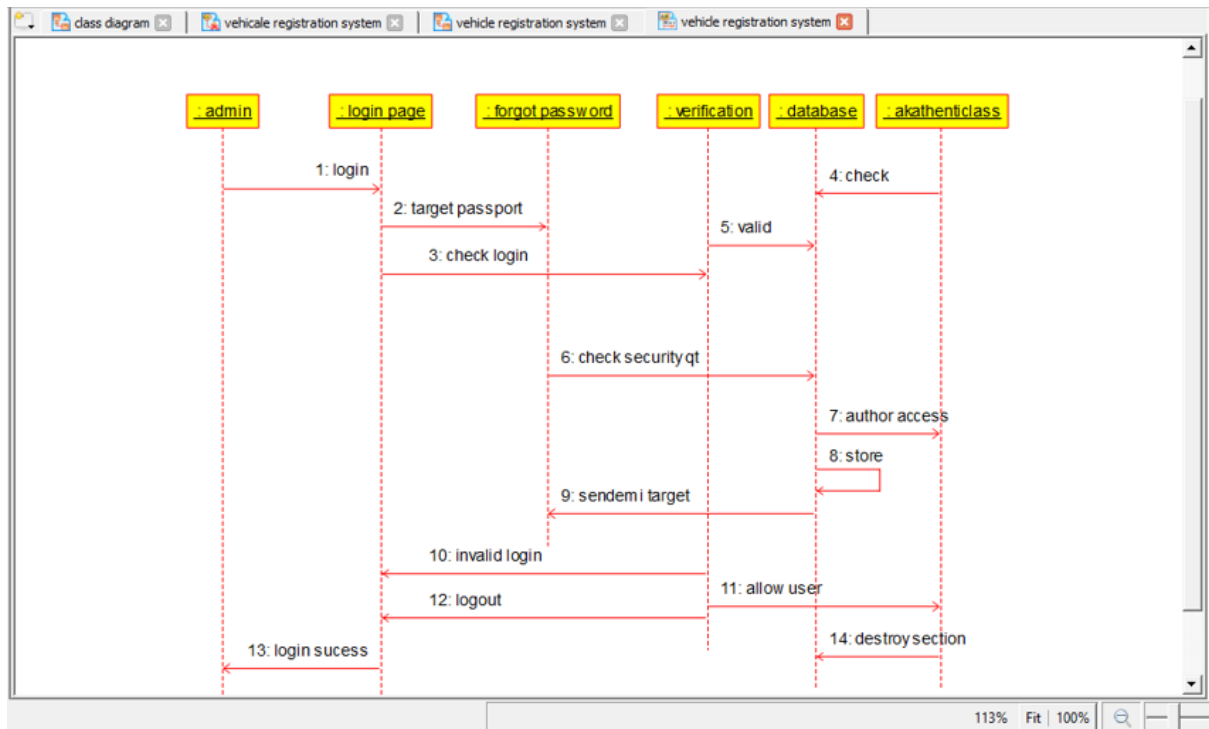 class diagram
vehicale registration system
vehicle registration system
vehicle registration system
: admin
: login page
: forgot password
: verification
: database
: akathenticlass
1: login
4: check
2: target passport
5: valid
3: check login
6: check security qt
7: author access
8: store
9: sendemi target
10: invalid login
11: allow user
12: logout
14: destroy section
13: login sucess
113% Fit 100%